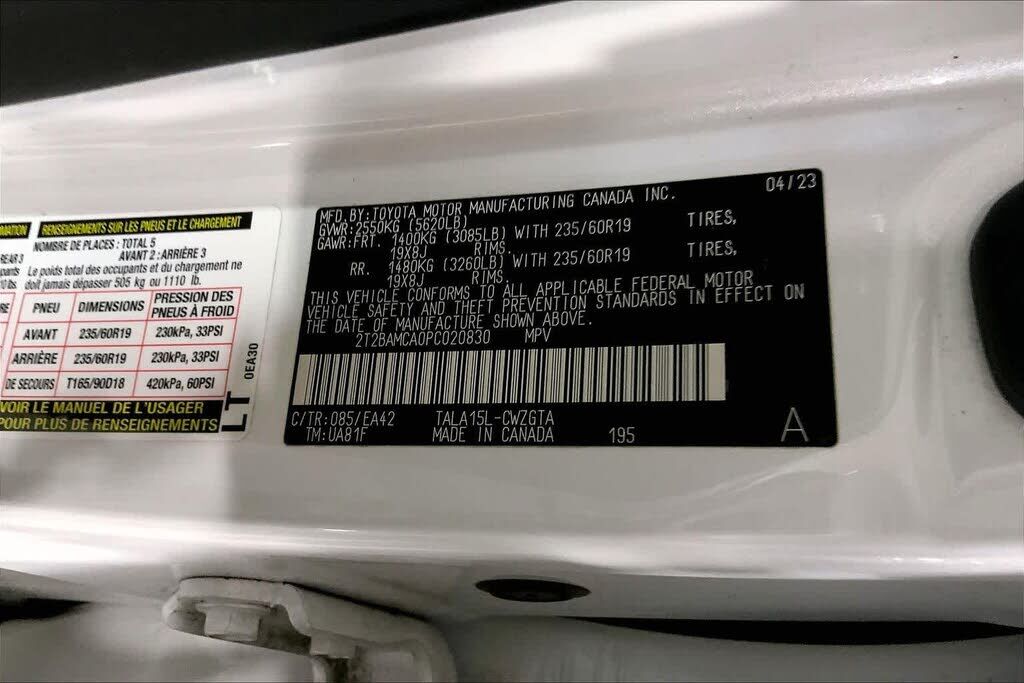 MATION
REAR 3
pants
10 lbs.
RE
RENSEIGNEMENTS SUR LES PNEUS ET LE CHARGEMENT
NOMBRE DE PLACES : TOTAL 5
AVANT 2 : ARRIÈRE 3
Le poids total des occupants et du chargement ne
doit jamais dépasser 505 kg ou 1110 lb.
PNEU DIMENSIONS PRESSION DES PNEUS À FROID
AVANT 235/60R19 230kPa, 33PSI
ARRIÈRE 235/60R19 230kPa, 33PSI
DE SECOURS T165/90D18 420kPa, 60PSI
VOIR LE MANUEL DE L'USAGER
POUR PLUS DE RENSEIGNEMENTS
0EA30
LT
MFD.BY:TOYOTA MOTOR MANUFACTURING CANADA INC. 04/23
GVWR:2550KG (5620LB)
GAWR:FRT. 1400KG (3085LB) WITH 235/60R19 TIRES,
19X8J RIMS.
RR. 1480KG (3260LB) WITH 235/60R19 TIRES,
19X8J RIMS.
THIS VEHICLE CONFORMS TO ALL APPLICABLE FEDERAL MOTOR
VEHICLE SAFETY AND THEFT PREVENTION STANDARDS IN EFFECT ON
THE DATE OF MANUFACTURE SHOWN ABOVE.
2T2BAMCA0PC020830 MPV
C/TR:085/EA42 TALA15L-CWZGTA
TM:UA81F MADE IN CANADA 195 A